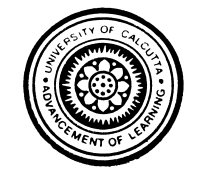 UNIVERSITY OF CALCUTTA
ADVANCEMENT OF LEARNING